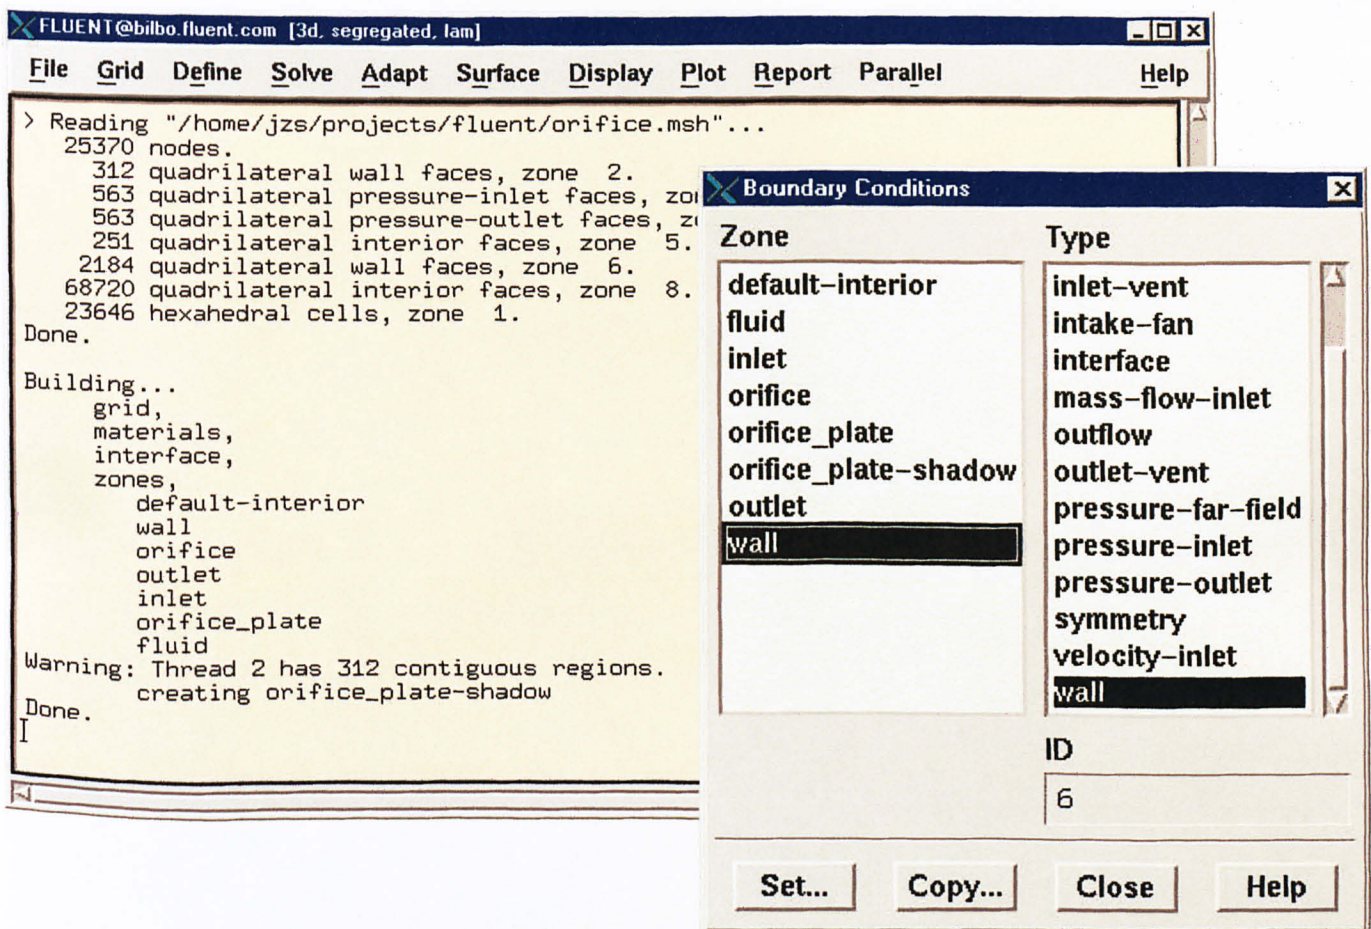 FLUENT@bilbo.fluent.com [3d, segregated, lam]
File Grid Define Solve Adapt Surface Display Plot Report Parallel Help
> Reading "/home/jzs/projects/fluent/orifice.msh"...
25370 nodes.
312 quadrilateral wall faces, zone 2.
563 quadrilateral pressure-inlet faces,
563 quadrilateral pressure-outlet faces,
251 quadrilateral interior faces, zone 5.
2184 quadrilateral wall faces, zone 6.
68720 quadrilateral interior faces, zone 8.
23646 hexahedral cells, zone 1.
Done.
Building...
grid,
materials,
interface,
zones,
default-interior
wall
orifice
outlet
inlet
orifice_plate
fluid
Warning: Thread 2 has 312 contiguous regions.
creating orifice_plate-shadow
Done.
Boundary Conditions
Zone
default-interior
fluid
inlet
orifice
orifice_plate
orifice_plate-shadow
outlet
wall
Type
inlet-vent
intake-fan
interface
mass-flow-inlet
outflow
outlet-vent
pressure-far-field
pressure-inlet
pressure-outlet
symmetry
velocity-inlet
wall
ID
6
Set... Copy... Close Help